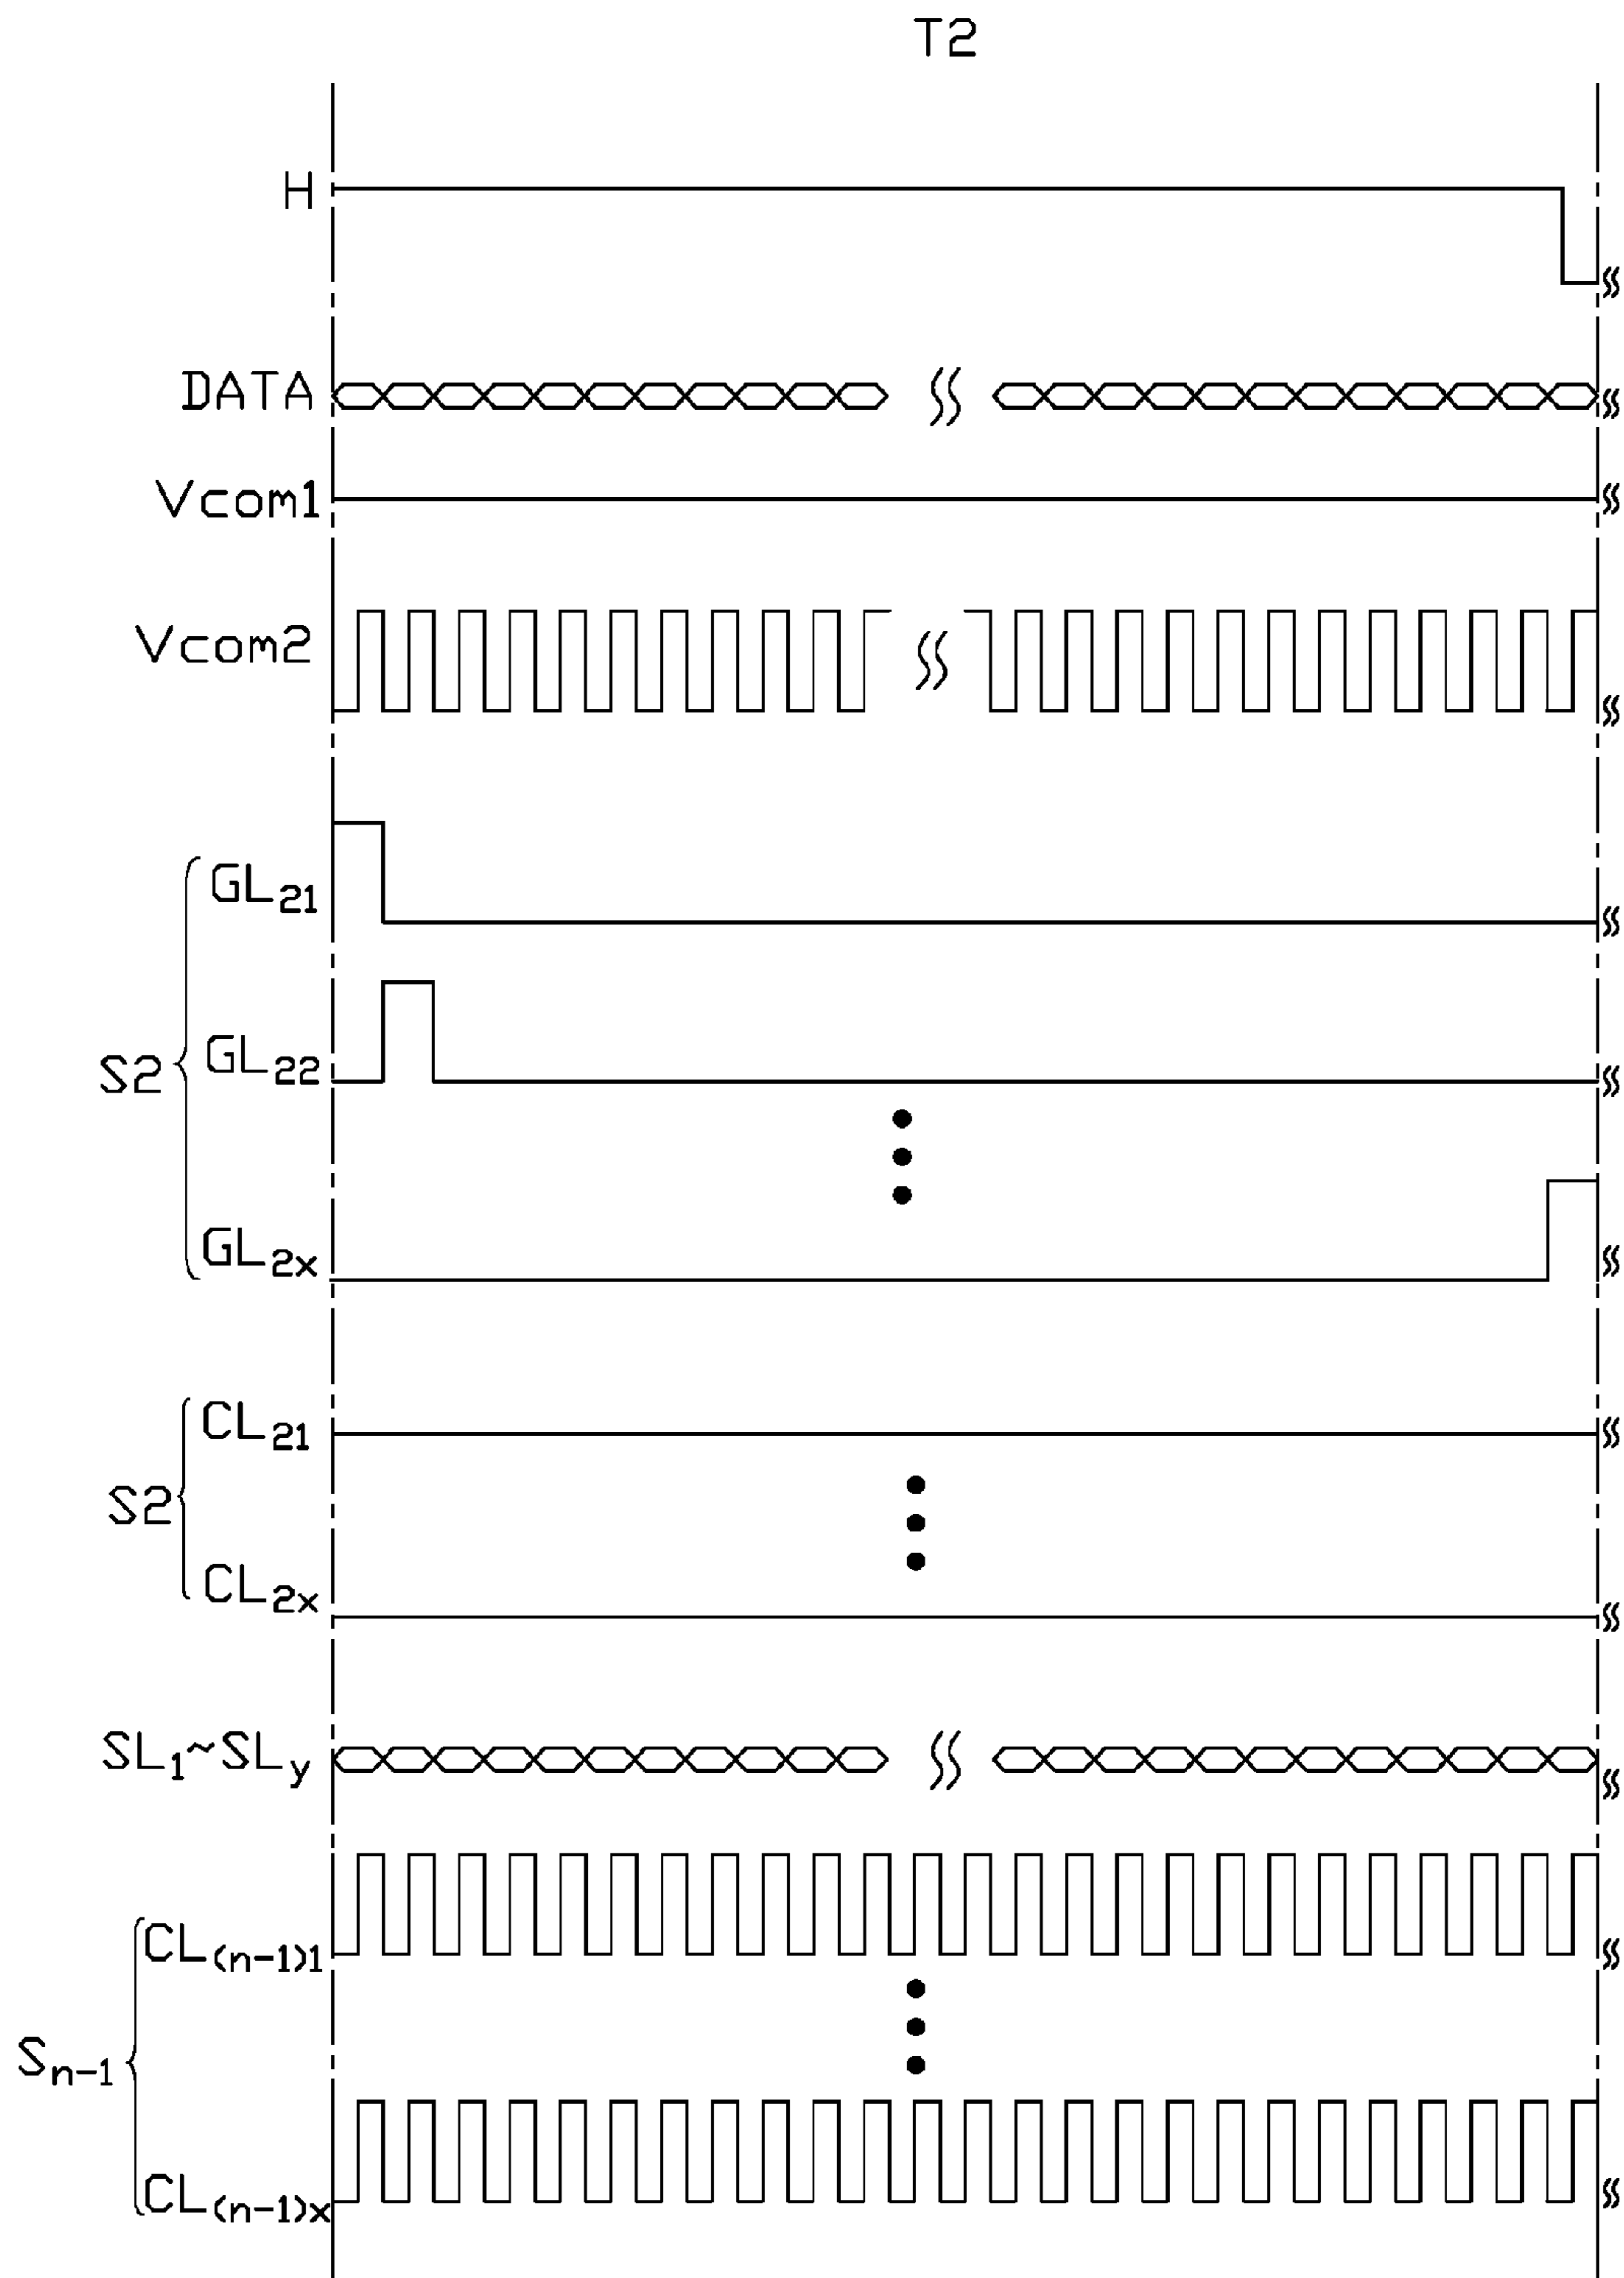 T2
H
DATA
Vcom1
Vcom2
GL21
S2
GL22
GL2x
CL21
S2
CL2x
SL1~SLy
CL(n-1)1
Sn-1
CL(n-1)x